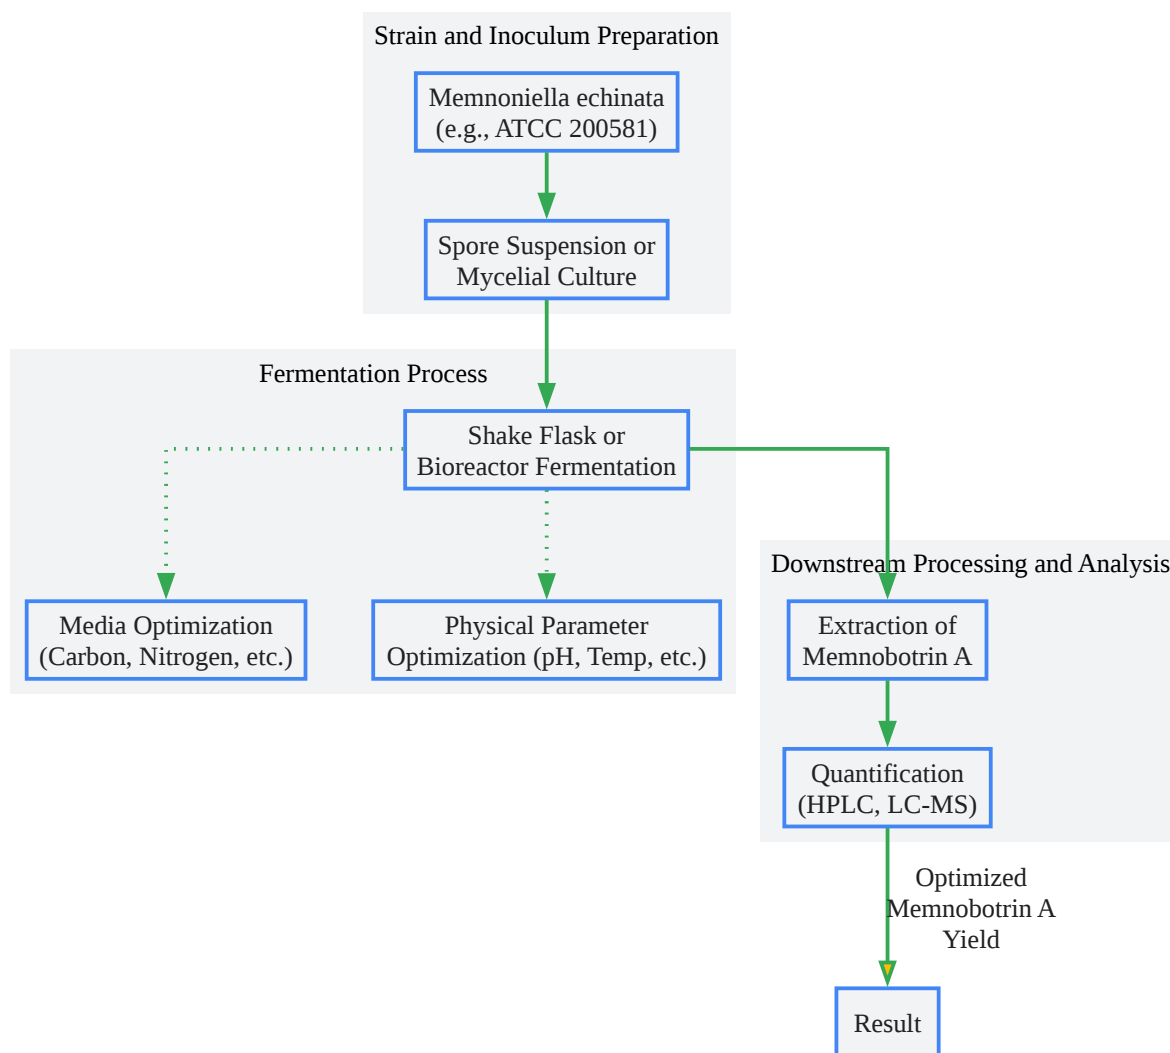 Strain and Inoculum Preparation
Memnoniella echinata
(e.g., ATCC 200581)
Spore Suspension or
Mycelial Culture
Fermentation Process
Shake Flask or
Bioreactor Fermentation
Media Optimization
(Carbon, Nitrogen, etc.)
Physical Parameter
Optimization (pH, Temp, etc.)
Downstream Processing and Analysis
Extraction of
Memnobotrin A
Quantification
(HPLC, LC-MS)
Optimized
Memnobotrin A
Yield
Result